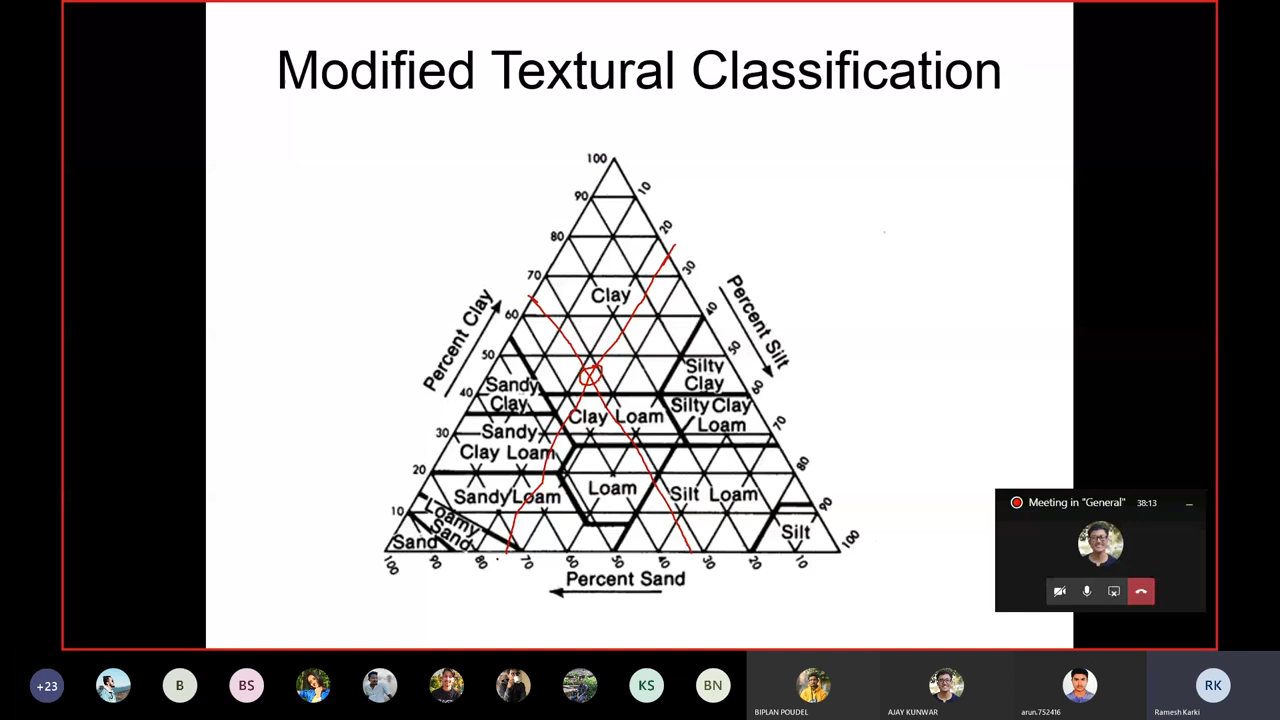 Modified Textural Classification
100
90
10
80
20
70
30
Clay
60
40
Percent Clay
Percent Silt
50
50
Silty
Clay
60
40
Sandy
Clay
Clay Loam
Silty Clay
Loam
70
30
Sandy
Clay Loam
80
20
Sandy Loam
Loam
Silt Loam
90
10
Loamy
Sand
Silt
Sand
100
100
90
80
70
60
50
40
30
20
10
Percent Sand
Meeting in "General"
38:13
+23
B
BS
KS
BN
RK
BIPLAN POUDEL
AJAY KUNWAR
arun.752416
Ramesh Karki